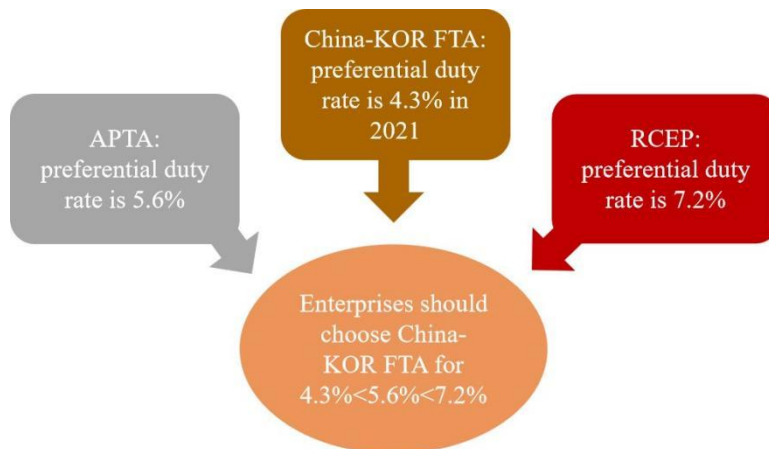 China-KOR FTA:
preferential duty
rate is 4.3% in
2021
APTA:
preferential duty
rate is 5.6%
RCEP:
preferential duty
rate is 7.2%
Enterprises should
choose China-
KOR FTA for
4.3%<5.6%<7.2%